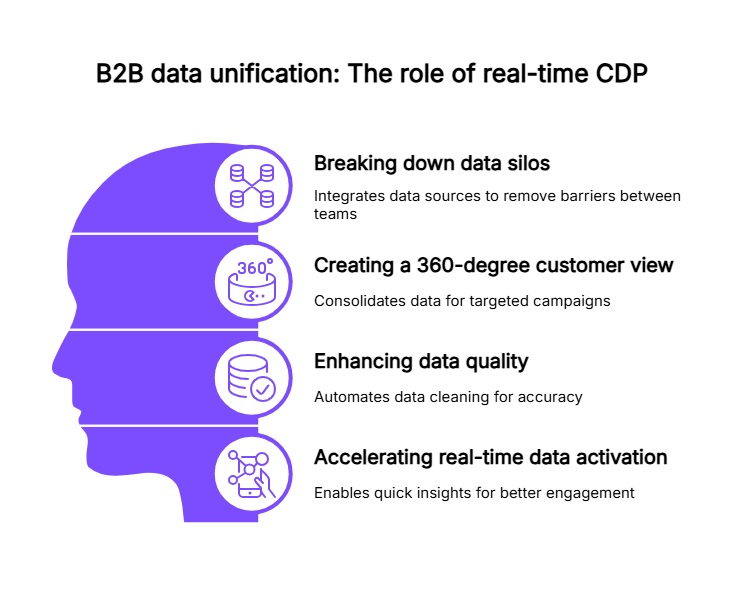 B2B data unification: The role of real-time CDP
Breaking down data silos
Integrates data sources to remove barriers between
teams
360°
Creating a 360-degree customer view
Consolidates data for targeted campaigns
Enhancing data quality
Automates data cleaning for accuracy
Accelerating real-time data activation
Enables quick insights for better engagement